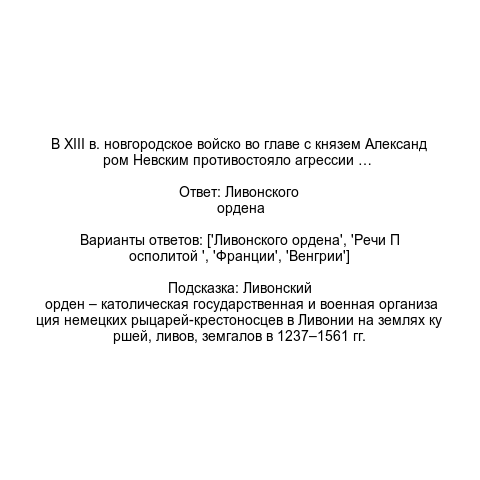 В XIII в. новгородское войско во главе с князем Александ
ром Невским противостояло агрессии …
Ответ: Ливонского
ордена
Варианты ответов: ['Ливонского ордена', 'Речи П
осполитой ', 'Франции', 'Венгрии']
Подсказка: Ливонский
орден – католическая государственная и военная организа
ция немецких рыцарей-крестоносцев в Ливонии на землях ку
ршей, ливов, земгалов в 1237–1561 гг.